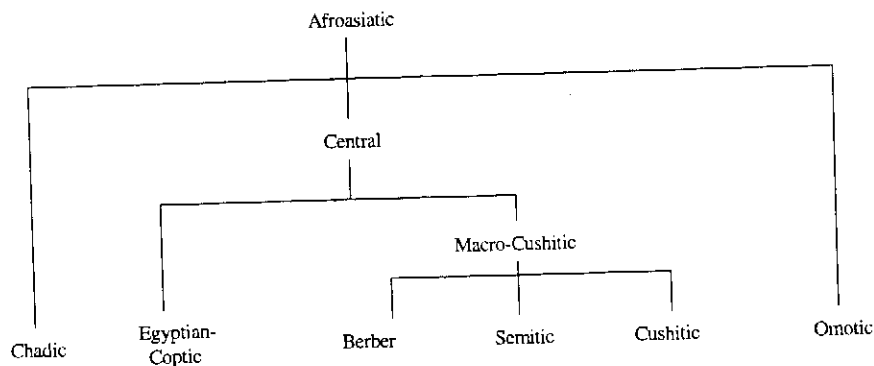 Afroasiatic
Central
Macro-Cushitic
Chadic
Egyptian-
Coptic
Berber
Semitic
Cushitic
Omotic